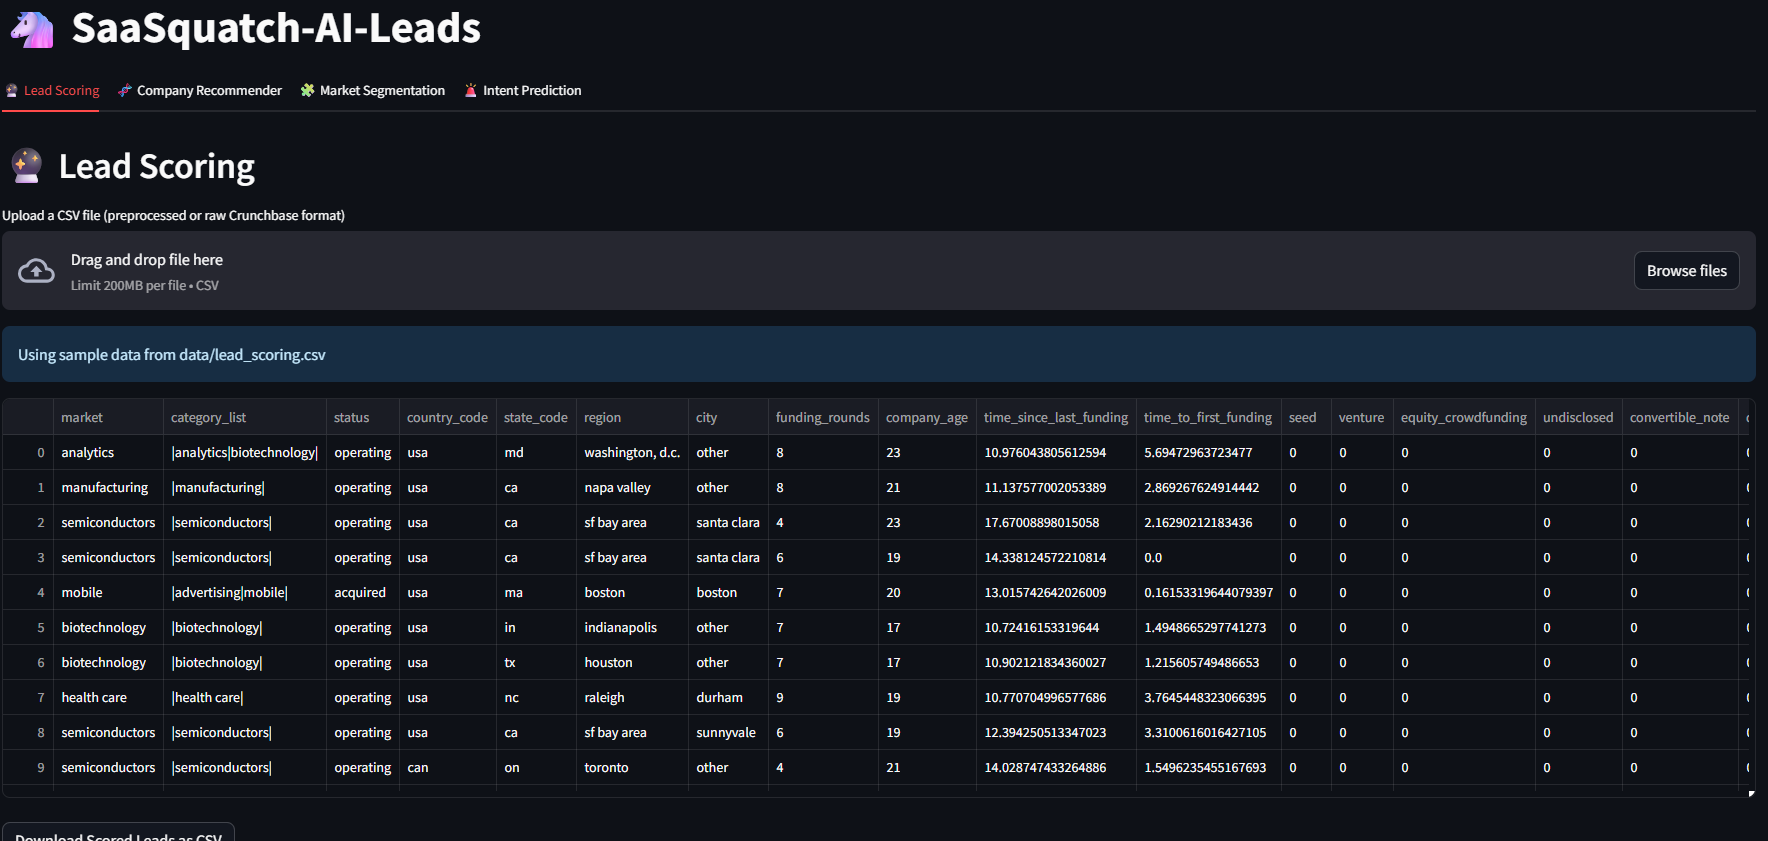 SaaSquatch-AI-Leads
Lead Scoring Company Recommender Market Segmentation Intent Prediction
Lead Scoring
Upload a CSV file (preprocessed or raw Crunchbase format)
Drag and drop file here
Limit 200MB per file • CSV
Browse files
Using sample data from data/lead_scoring.csv
market category_list status country_code state_code region city funding_rounds company_age time_since_last_funding time_to_first_funding seed venture equity_crowdfunding undisclosed convertible_note
0 analytics |analytics|biotechnology| operating usa md washington, d.c. other 8 23 10.976043805612594 5.69472963723477 0 0 0 0 0
1 manufacturing |manufacturing| operating usa ca napa valley other 8 21 11.137577002053389 2.869267624914442 0 0 0 0 0
2 semiconductors |semiconductors| operating usa ca sf bay area santa clara 4 23 17.67008898015058 2.16290212183436 0 0 0 0 0
3 semiconductors |semiconductors| operating usa ca sf bay area santa clara 6 19 14.338124572210814 0.0 0 0 0 0 0
4 mobile |advertising|mobile| acquired usa ma boston boston 7 20 13.015742642026009 0.16153319644079397 0 0 0 0 0
5 biotechnology |biotechnology| operating usa in indianapolis other 7 17 10.72416153319644 1.4948665297741273 0 0 0 0 0
6 biotechnology |biotechnology| operating usa tx houston other 7 17 10.902121834360027 1.215605749486653 0 0 0 0 0
7 health care |health care| operating usa nc raleigh durham 9 19 10.770704996577686 3.7645448323066395 0 0 0 0 0
8 semiconductors |semiconductors| operating usa ca sf bay area sunnyvale 6 19 12.394250513347023 3.3100616016427105 0 0 0 0 0
9 semiconductors |semiconductors| operating can on toronto other 4 21 14.028747433264886 1.5496235455167693 0 0 0 0 0
Download Scored Leads as CSV